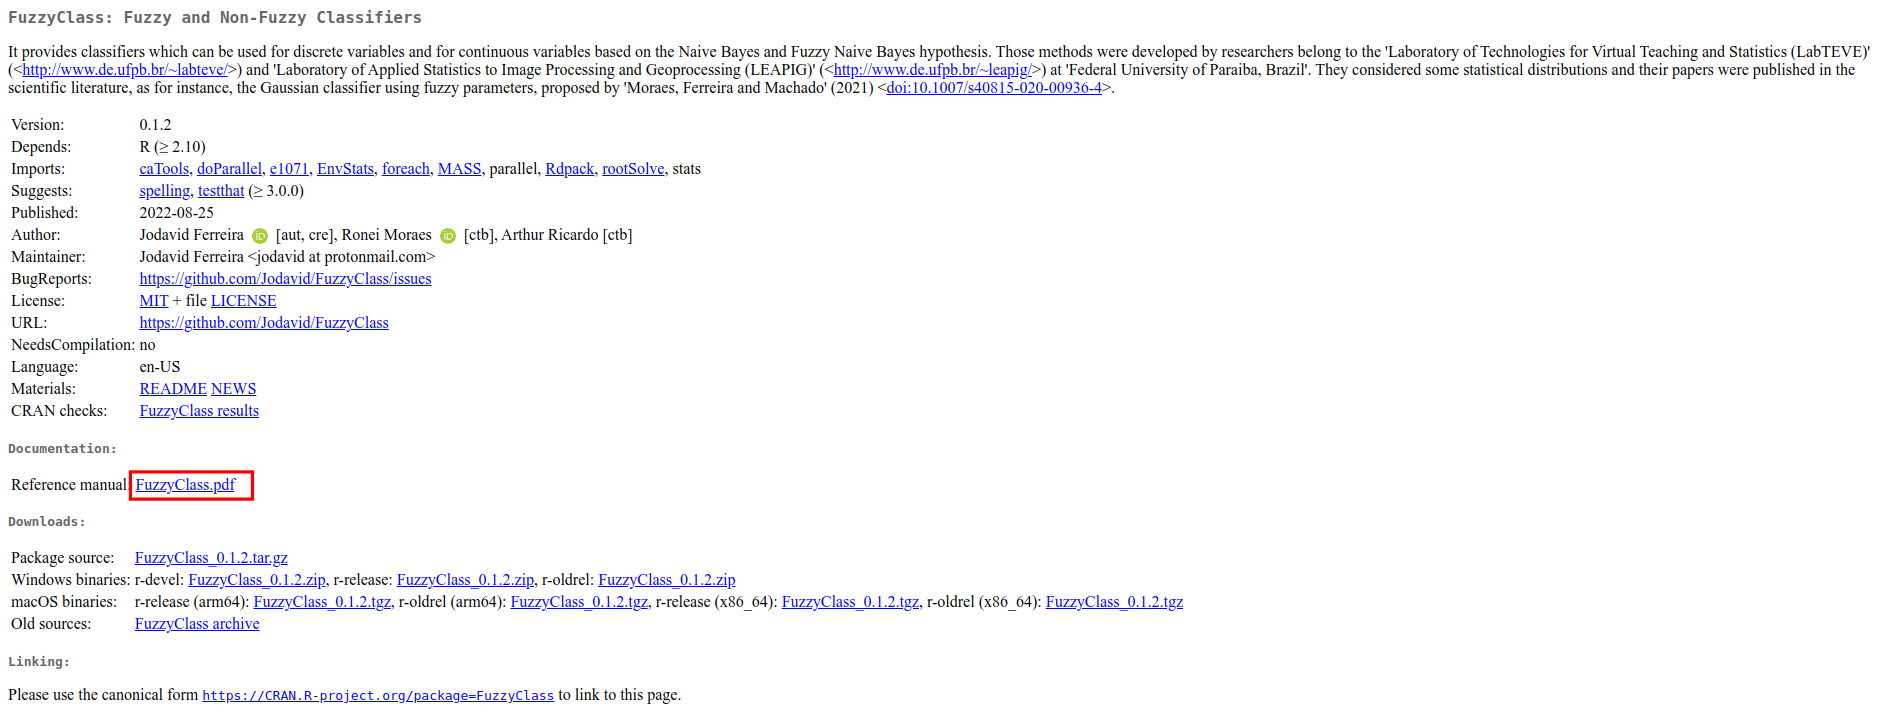 FuzzyClass: Fuzzy and Non-Fuzzy Classifiers
It provides classifiers which can be used for discrete variables and for continuous variables based on the Naive Bayes and Fuzzy Naive Bayes hypothesis. Those methods were developed by researchers belong to the 'Laboratory of Technologies for Virtual Teaching and Statistics (LabTEVE)'
(<http://www.de.ufpb.br/~labteve/>) and 'Laboratory of Applied Statistics to Image Processing and Geoprocessing (LEAPIG)' (<http://www.de.ufpb.br/~leapig/>) at 'Federal University of Paraiba, Brazil'. They considered some statistical distributions and their papers were published in the
scientific literature, as for instance, the Gaussian classifier using fuzzy parameters, proposed by 'Moraes, Ferreira and Machado' (2021) <doi:10.1007/s40815-020-00936-4>.
Version: 0.1.2
Depends: R (≥ 2.10)
Imports: caTools, doParallel, e1071, EnvStats, foreach, MASS, parallel, Rdpack, rootSolve, stats
Suggests: spelling, testthat (≥ 3.0.0)
Published: 2022-08-25
Author: Jodavid Ferreira iD [aut, cre], Ronei Moraes iD [ctb], Arthur Ricardo [ctb]
Maintainer: Jodavid Ferreira <jodavid at protonmail.com>
BugReports: https://github.com/Jodavid/FuzzyClass/issues
License: MIT + file LICENSE
URL: https://github.com/Jodavid/FuzzyClass
NeedsCompilation: no
Language: en-US
Materials: README NEWS
CRAN checks: FuzzyClass results
Documentation:
Reference manual: FuzzyClass.pdf
Downloads:
Package source: FuzzyClass_0.1.2.tar.gz
Windows binaries: r-devel: FuzzyClass_0.1.2.zip, r-release: FuzzyClass_0.1.2.zip, r-oldrel: FuzzyClass_0.1.2.zip
macOS binaries: r-release (arm64): FuzzyClass_0.1.2.tgz, r-oldrel (arm64): FuzzyClass_0.1.2.tgz, r-release (x86_64): FuzzyClass_0.1.2.tgz, r-oldrel (x86_64): FuzzyClass_0.1.2.tgz
Old sources: FuzzyClass archive
Linking:
Please use the canonical form https://CRAN.R-project.org/package=FuzzyClass to link to this page.